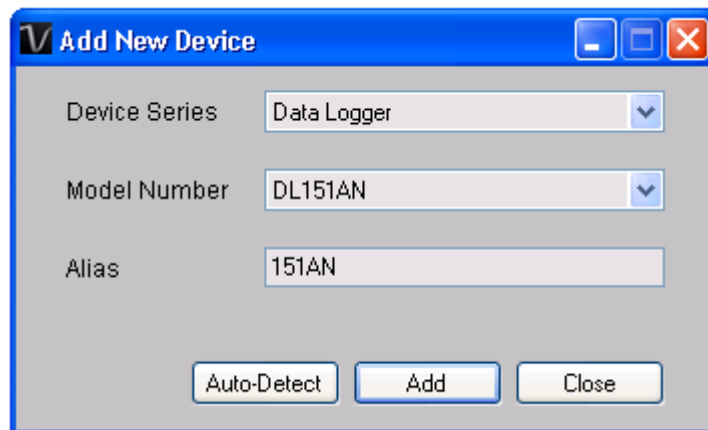 Add New Device
Device Series Data Logger
Model Number DL151AN
Alias 151AN
Auto-Detect Add Close